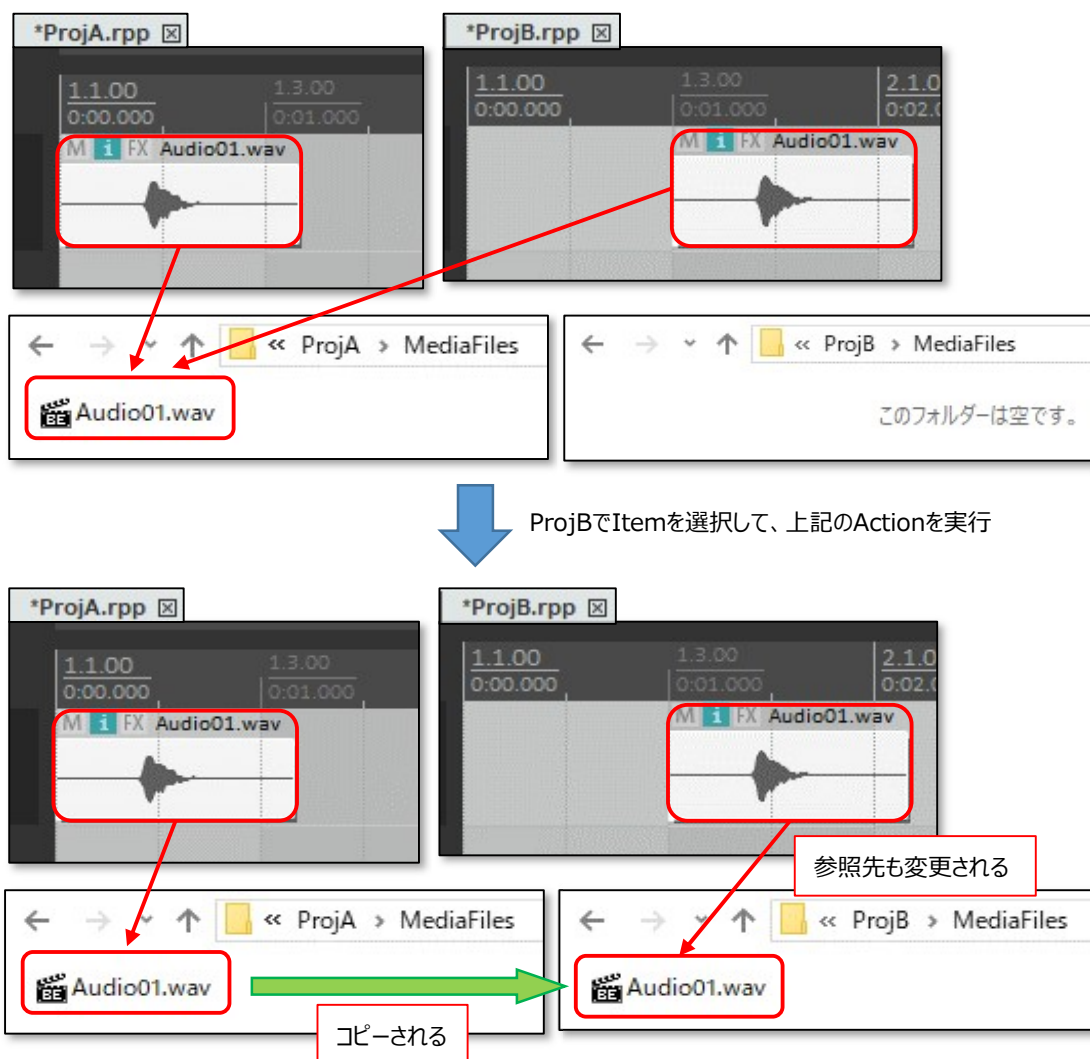 *ProjA.rpp
*ProjB.rpp
1.1.00 1.3.00
0:00.000 0:01.000
M i FX Audio01.wav
1.1.00 1.3.00 2.1.0
0:00.000 0:01.000 0:02.0
M i FX Audio01.wav
« ProjA › MediaFiles
BE Audio01.wav
« ProjB › MediaFiles
このフォルダーは空です。
ProjBでItemを選択して、上記のActionを実行
*ProjA.rpp
*ProjB.rpp
1.1.00 1.3.00
0:00.000 0:01.000
M i FX Audio01.wav
1.1.00 1.3.00 2.1.0
0:00.000 0:01.000 0:02.0
M i FX Audio01.wav
参照先も変更される
« ProjA › MediaFiles
BE Audio01.wav
« ProjB › MediaFiles
BE Audio01.wav
コピーされる